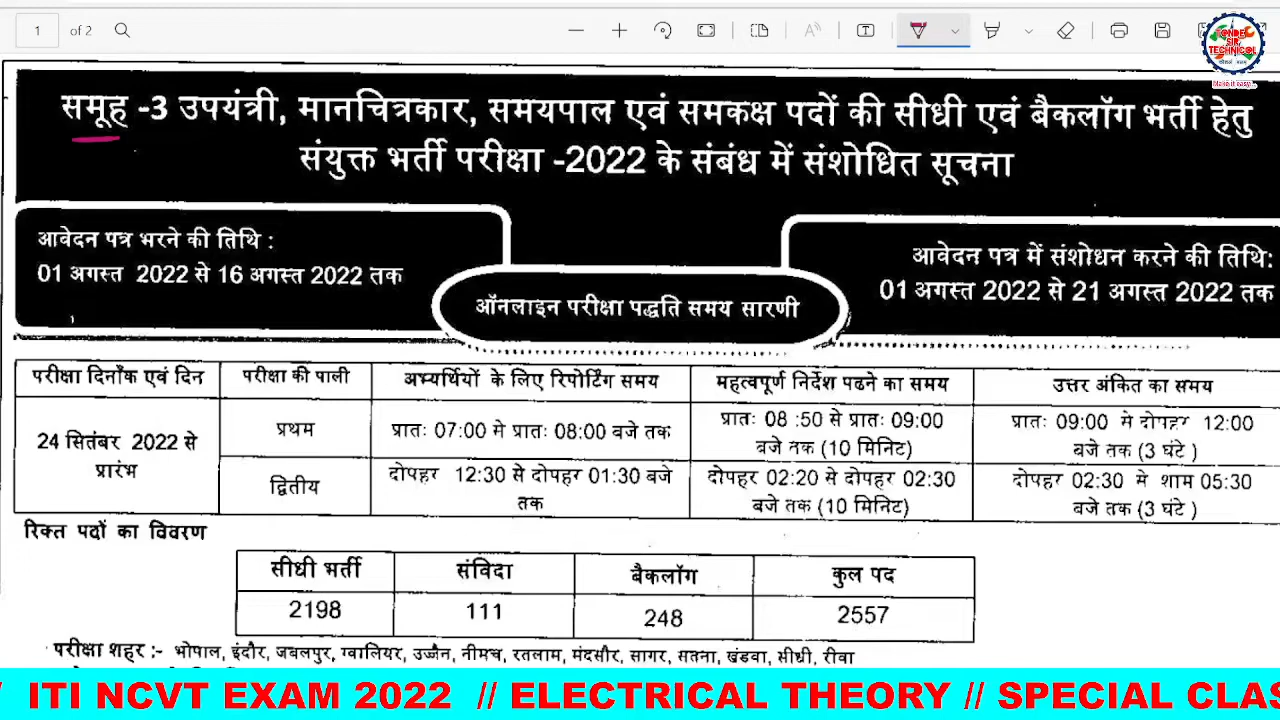 1 of 2
TONDE SIR TECHNICOL
Make it easy...
समूह -3 उपयंत्री, मानचित्रकार, समयपाल एवं समकक्ष पदों की सीधी एवं बैकलॉग भर्ती हेतु
संयुक्त भर्ती परीक्षा -2022 के संबंध में संशोधित सूचना
आवेदन पत्र भरने की तिथि :
01 अगस्त 2022 से 16 अगस्त 2022 तक
आवेदन पत्र में संशोधन करने की तिथि:
01 अगस्त 2022 से 21 अगस्त 2022 तक
ऑनलाइन परीक्षा पद्धति समय सारणी
परीक्षा दिनाँक एवं दिन परीक्षा की पाली अभ्यर्थियों के लिए रिपोर्टिंग समय महत्वपूर्ण निर्देश पढने का समय उत्तर अंकित का समय
24 सितंबर 2022 से
प्रारंभ
प्रथम
प्रातः 07:00 मे प्रातः 08:00 बजे तक
प्रातः 08 :50 से प्रातः 09:00
बजे तक (10 मिनिट)
प्रातः 09:00 मे दोपहर 12:00
बजे तक (3 घंटे )
द्वितीय
दोपहर 12:30 से दोपहर 01:30 बजे
तक
दोपहर 02:20 से दोपहर 02:30
बजे तक (10 मिनिट)
दोपहर 02:30 मे शाम 05:30
बजे तक (3 घंटे )
रिक्त पदों का विवरण
सीधी भर्ती संविदा बैकलॉग कुल पद
2198 111 248 2557
परीक्षा शहर :- भोपाल, इंदौर, जबलपुर, ग्वालियर, उज्जैन, नीमच, रतलाम, मंदसौर, सागर, सतना, खंडवा, सीधी, रीवा
ITI NCVT EXAM 2022 // ELECTRICAL THEORY // SPECIAL CLAS